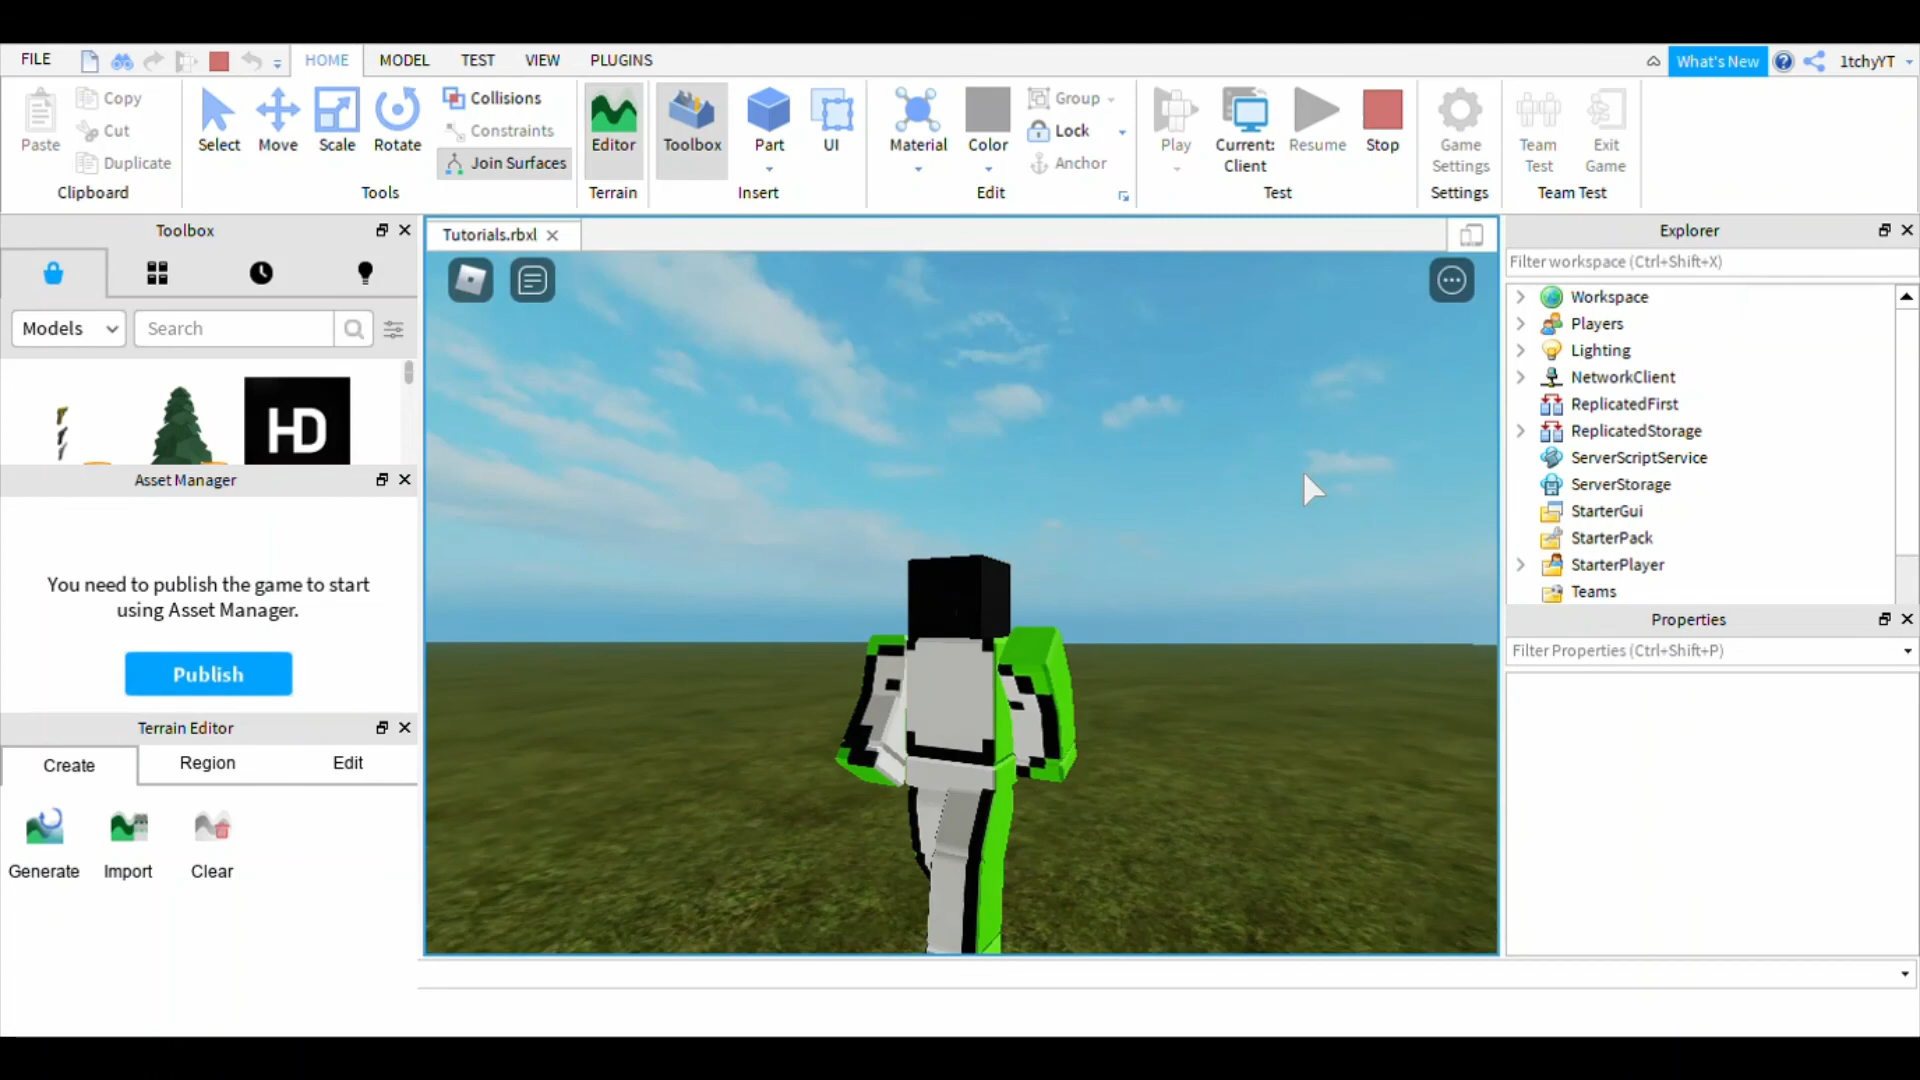 FILE HOME MODEL TEST VIEW PLUGINS What's New 1tchyYT
Paste Copy Cut Duplicate
Select Move Scale Rotate
Collisions
Constraints
Join Surfaces
Editor Toolbox Part UI
Material Color
Group
Lock
Anchor
Play Current: Client Resume Stop
Game Settings
Team Test
Exit Game
Clipboard Tools Terrain Insert Edit Test Settings Team Test
Toolbox
Models Search
HD
Asset Manager
You need to publish the game to start
using Asset Manager.
Publish
Terrain Editor
Create Region Edit
Generate Import Clear
Tutorials.rbxl
Explorer
Filter workspace (Ctrl+Shift+X)
Workspace
Players
Lighting
NetworkClient
ReplicatedFirst
ReplicatedStorage
ServerScriptService
ServerStorage
StarterGui
StarterPack
StarterPlayer
Teams
Properties
Filter Properties (Ctrl+Shift+P)